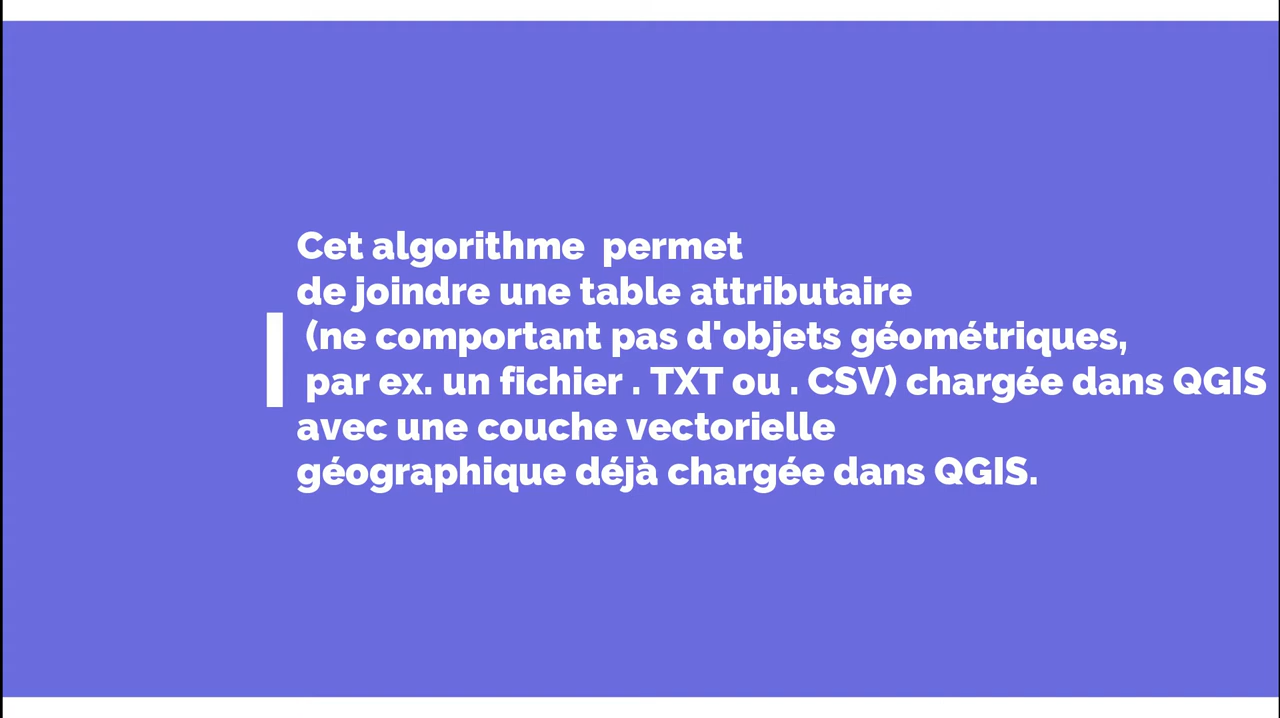 Cet algorithme  permet
de joindre une table attributaire
(ne comportant pas d'objets géométriques,
par ex. un fichier . TXT ou . CSV) chargée dans QGIS
avec une couche vectorielle
géographique déjà chargée dans QGIS.